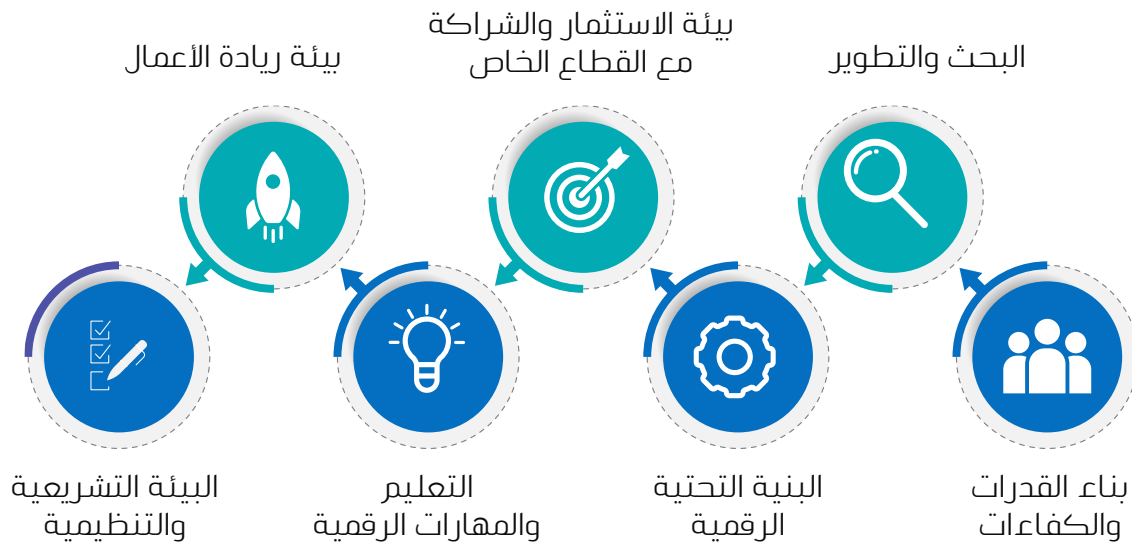 البحث والتطوير
بيئة الاستثمار والشراكة
مع القطاع الخاص
بيئة ريادة الأعمال
بناء القدرات
والكفاءات
البنية التحتية
الرقمية
التعليم
والمهارات الرقمية
البيئة التشريعية
والتنظيمية